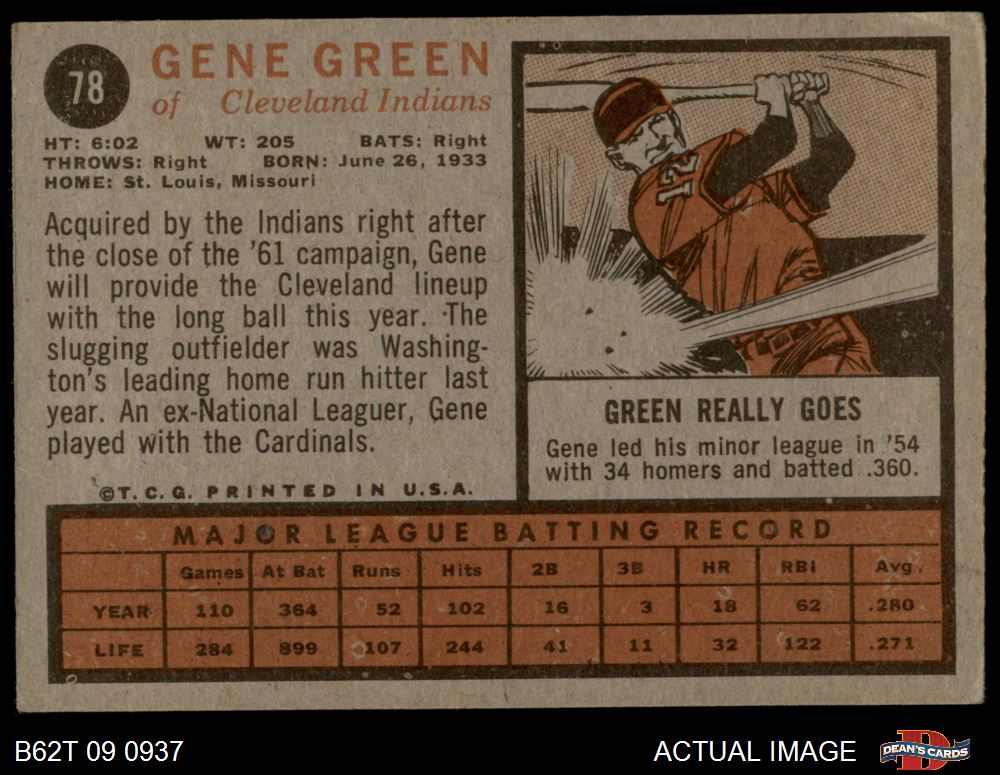 78
GENE GREEN
of Cleveland Indians
HT: 6:02 WT: 205 BATS: Right
THROWS: Right BORN: June 26, 1933
HOME: St. Louis, Missouri
Acquired by the Indians right after
the close of the '61 campaign, Gene
will provide the Cleveland lineup
with the long ball this year. The
slugging outfielder was Washing-
ton's leading home run hitter last
year. An ex-National Leaguer, Gene
played with the Cardinals.
©T. C. G. PRINTED IN U.S.A.
12
GREEN REALLY GOES
Gene led his minor league in '54
with 34 homers and batted .360.
MAJOR LEAGUE BATTING RECORD
Games At Bat Runs Hits 2B 3B HR RBI Avg.
YEAR 110 364 52 102 16 3 18 62 .280
LIFE 284 899 107 244 41 11 32 122 .271
B62T 09 0937
ACTUAL IMAGE
D
DEAN'S CARDS